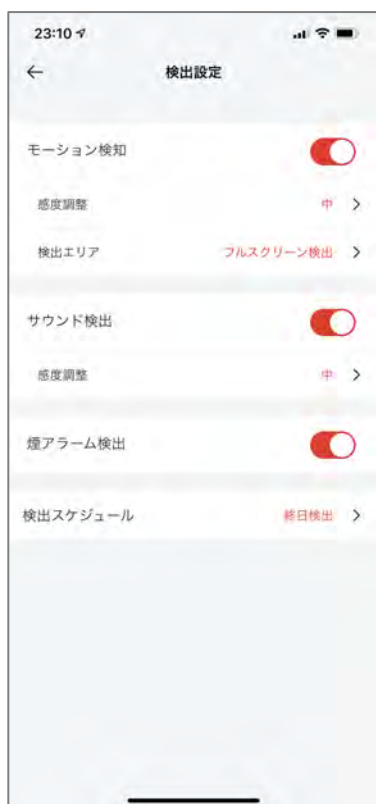 23:10
検出設定
モーション検知
感度調整 中
検出エリア フルスクリーン検出
サウンド検出
感度調整 中
煙アラーム検出
検出スケジュール 終日検出